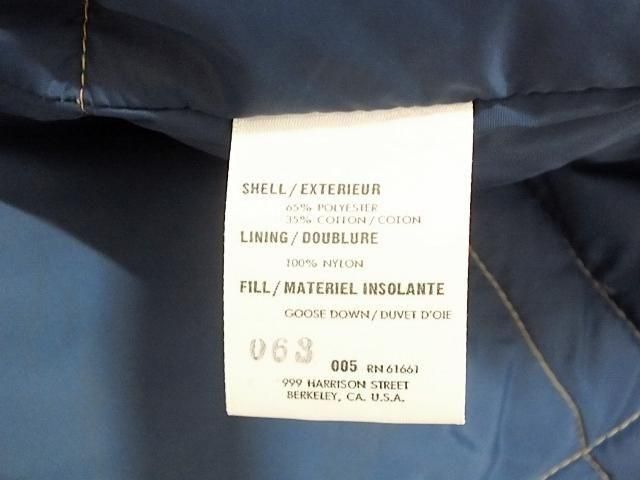 SHELL/EXTERIEUR
65% POLYESTER
35% COTTON/COTON
LINING/DOUBLURE
100% NYLON
FILL/MATERIEL INSOLANTE
GOOSE DOWN/DUVET D'OIE
063 005 RN 61661
999 HARRISON STREET
BERKELEY, CA. U.S.A.